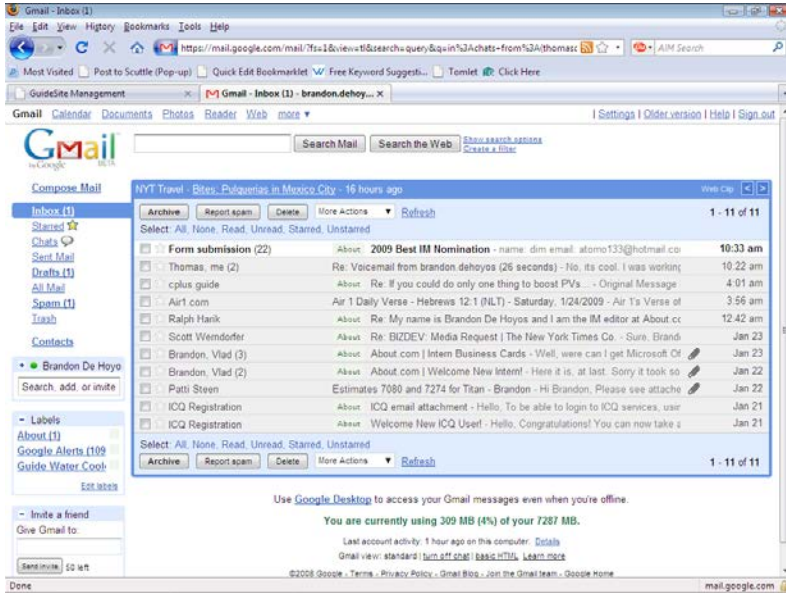 Gmail - Inbox (1)
File Edit View History Bookmarks Tools Help
https://mail.google.com/mail/?fs=1&view=tl&search=query&q=in%3Achats+from%3A(thomasc
AIM Search
Most Visited Post to Scuttle (Pop-up) Quick Edit Bookmarklet Free Keyword Suggesti... Tomlet Click Here
GuideSite Management Gmail - Inbox (1) - brandon.dehoy...
Gmail Calendar Documents Photos Reader Web more ▼ | Settings | Older version | Help | Sign out
Gmail by Google BETA
Search Mail Search the Web Show search options
Create a filter
Compose Mail
Inbox (1)
Starred
Chats
Sent Mail
Drafts (1)
All Mail
Spam (1)
Trash
Contacts
Brandon De Hoyo
Search, add, or invite
- Labels
About (1)
Google Alerts (109
Guide Water Cool
Edit labels
- Invite a friend
Give Gmail to:
Send invite 50 left
NYT Travel - Bites: Pulquerias in Mexico City - 16 hours ago Web Clip < >
Archive Report spam Delete More Actions ▼ Refresh 1 - 11 of 11
Select: All, None, Read, Unread, Starred, Unstarred
Form submission (22) About 2009 Best IM Nomination - name: dim email: atomo133@hotmail.co 10:33 am
Thomas, me (2) Re: Voicemail from brandon.dehoyos (26 seconds) - No, its cool. I was working 10:22 am
cplus guide About Re: If you could do only one thing to boost PV's... - Original Message 4:01 am
Air1.com Air 1 Daily Verse - Hebrews 12:1 (NLT) - Saturday, 1/24/2009 - Air 1's Verse of 3:56 am
Ralph Harik About Re: My name is Brandon De Hoyos and I am the IM editor at About.cc 12:42 am
Scott Werndorfer About Re: BIZDEV: Media Request | The New York Times Co. - Sure, Brand Jan 23
Brandon, Vlad (3) About About.com | Intern Business Cards - Well, were can I get Microsoft Of Jan 23
Brandon, Vlad (2) About About.com | Welcome New Intern! - Here it is, at last. Sorry it took so Jan 22
Patti Steen Estimates 7080 and 7274 for Titan - Brandon - Hi Brandon, Please see attache Jan 22
ICQ Registration About ICQ email attachment - Hello, To be able to login to ICQ services, usin Jan 21
ICQ Registration About Welcome New ICQ User! - Hello, Congratulations! You can now take a Jan 21
Select: All, None, Read, Unread, Starred, Unstarred
Archive Report spam Delete More Actions ▼ Refresh 1 - 11 of 11
Use Google Desktop to access your Gmail messages even when you're offline.
You are currently using 309 MB (4%) of your 7287 MB.
Last account activity: 1 hour ago on this computer. Details
Gmail view: standard | turn off chat | basic HTML Learn more
©2008 Google - Terms - Privacy Policy - Gmail Blog - Join the Gmail team - Google Home
Done mail.google.com